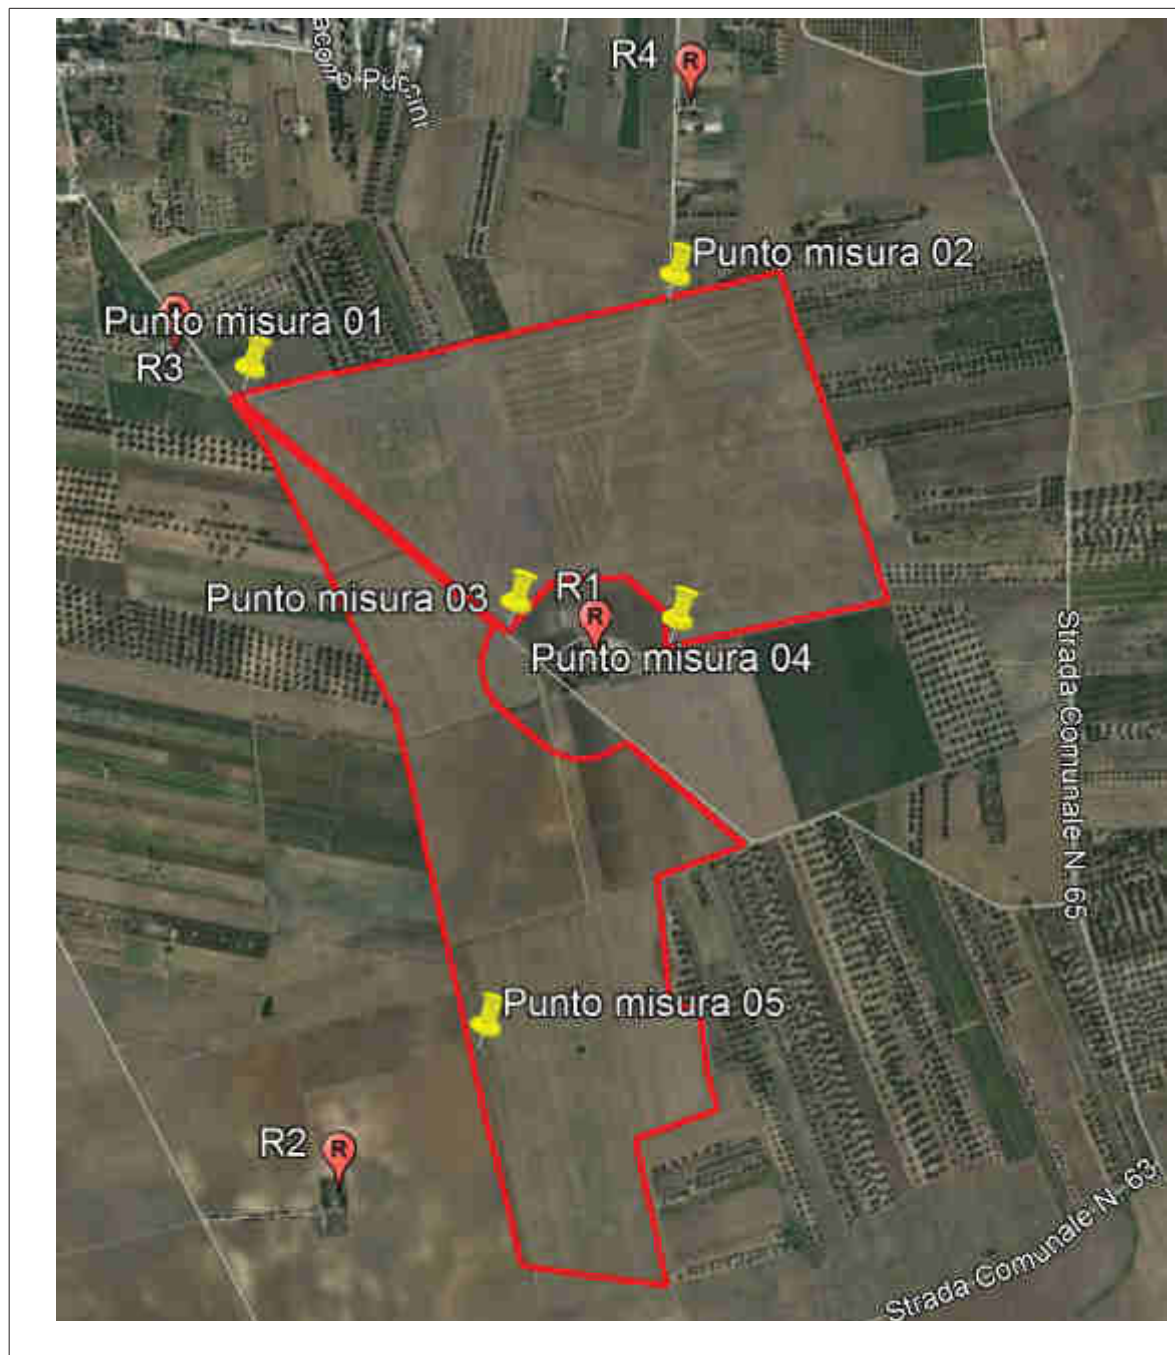 o Puccini
R4
R
Punto misura 02
Punto misura 01
R3
R1
Punto misura 03
R
Punto misura 04
Strada Comunale N. 65
Punto misura 05
R2
R
Strada Comunale N. 63